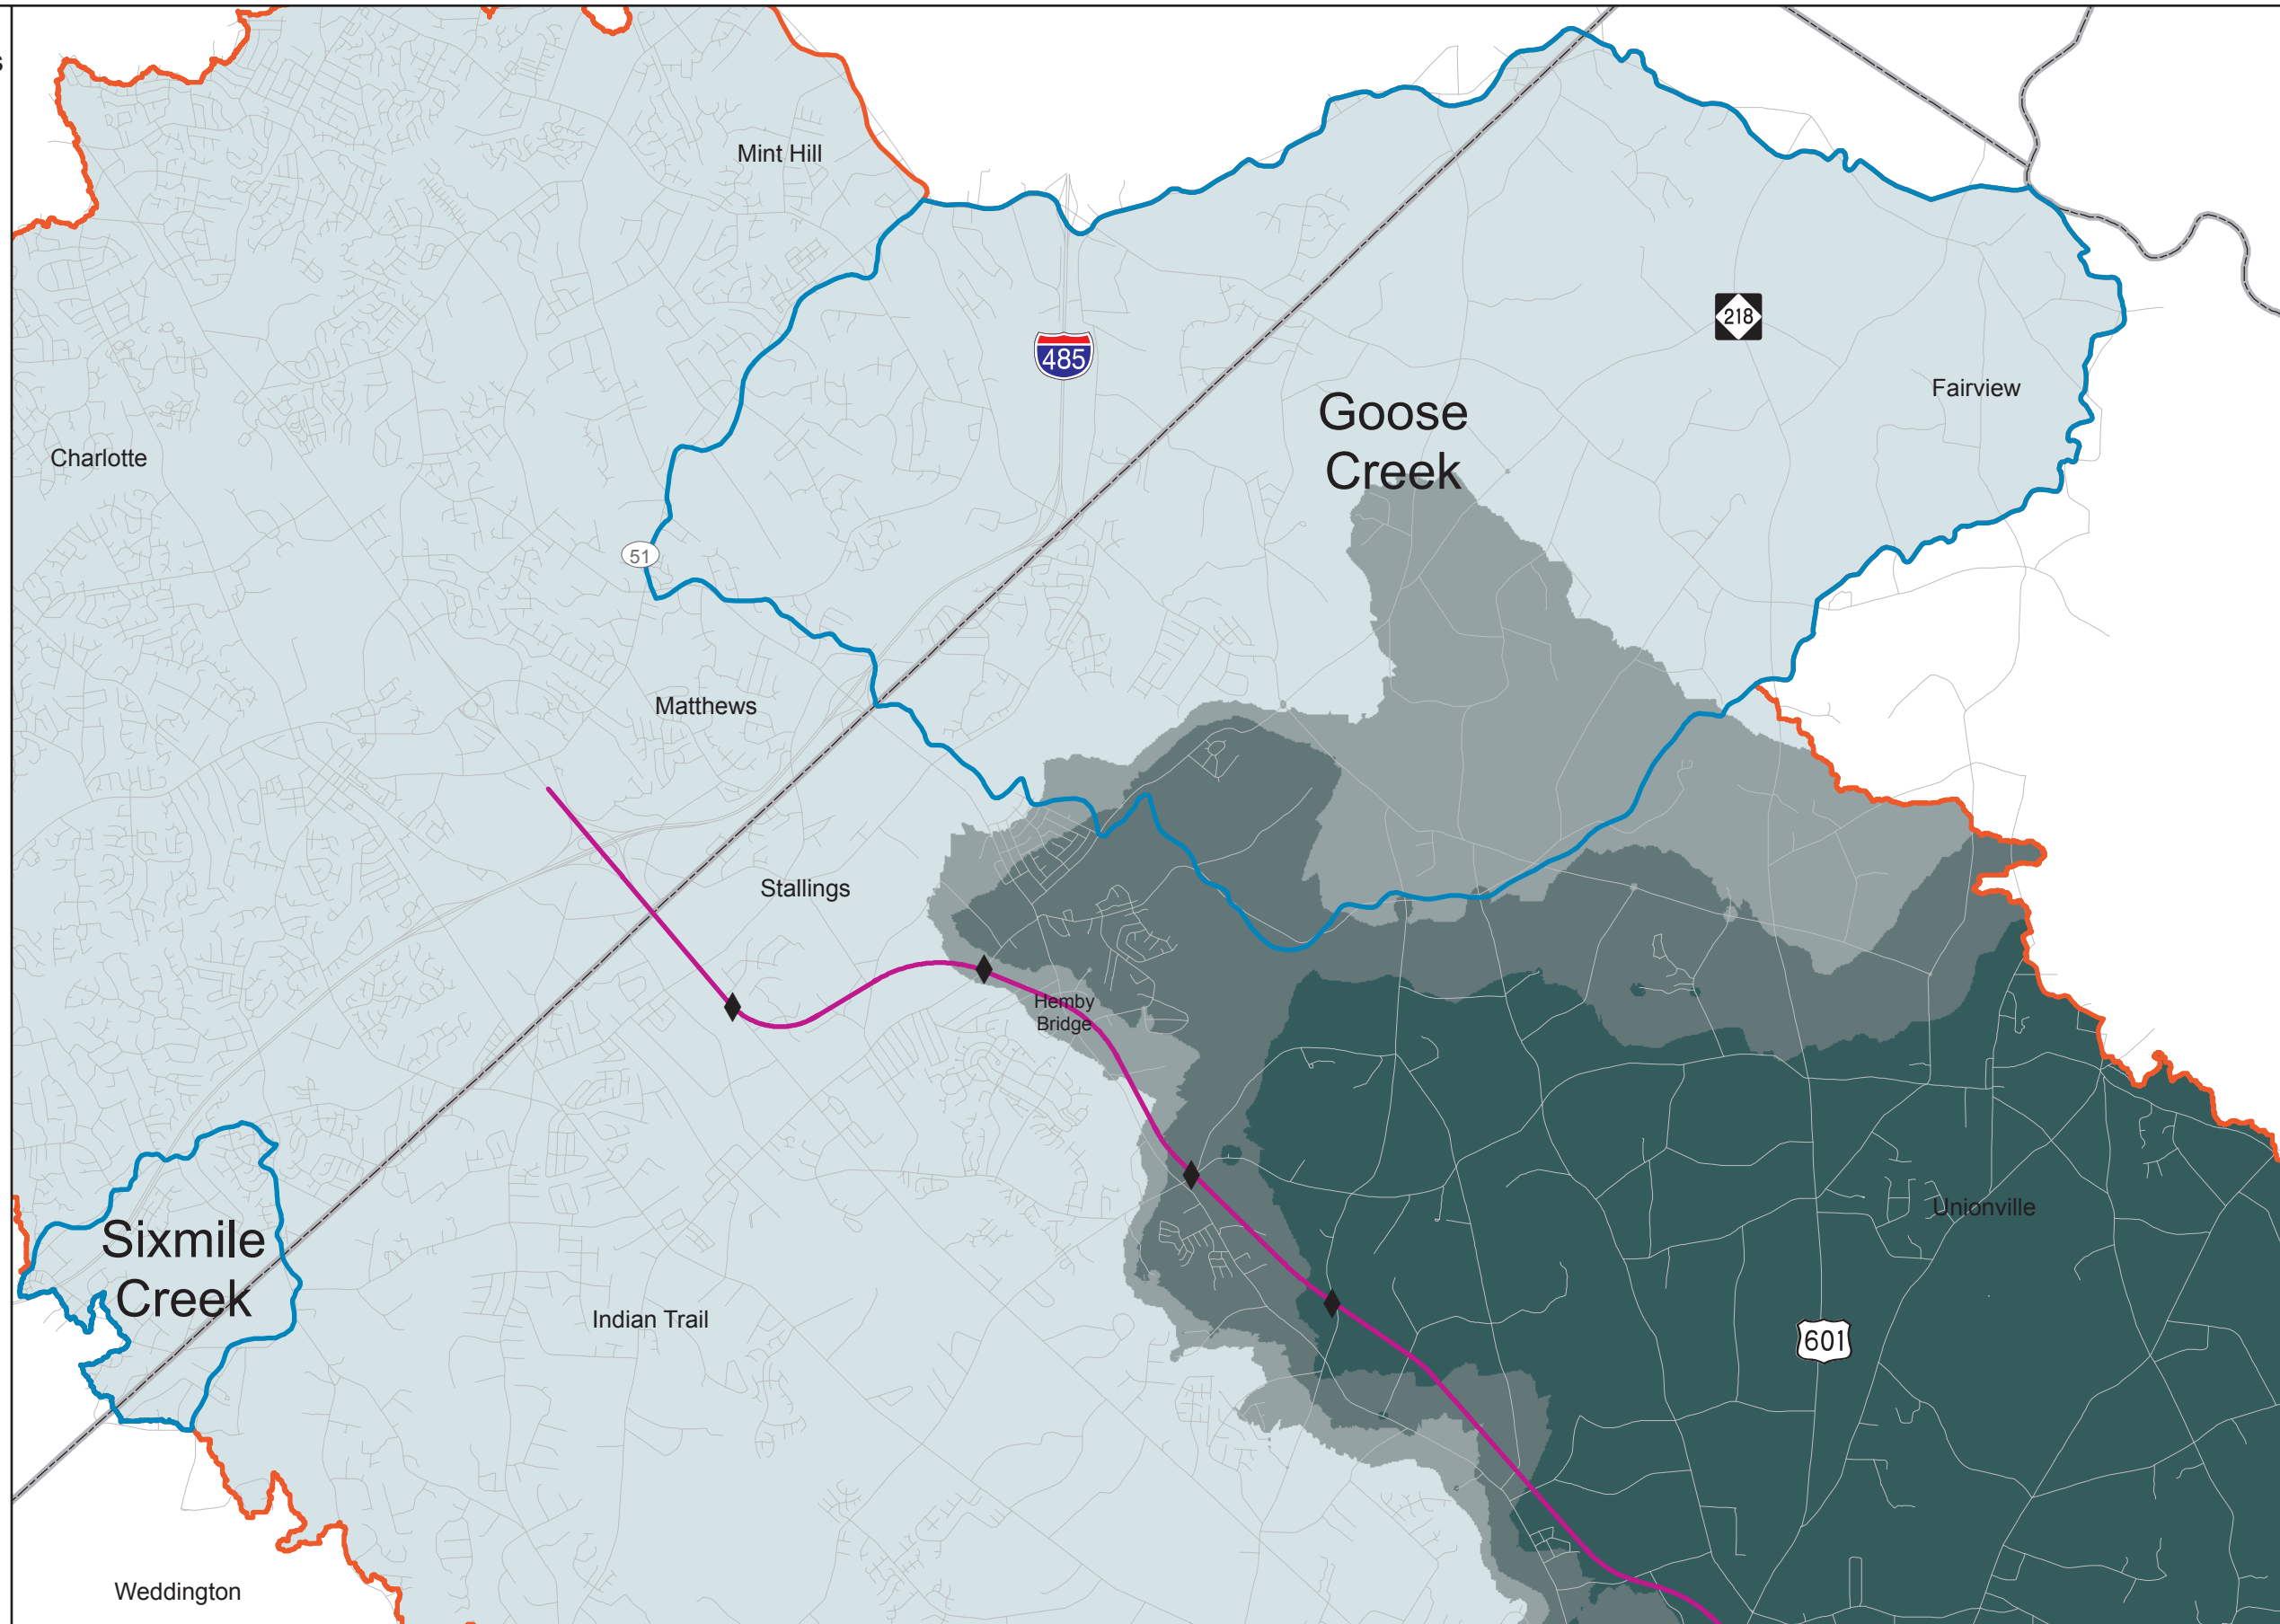 s
Mint Hill
218
485
Fairview
Goose
Creek
Charlotte
51
Matthews
Stallings
Hemby
Bridge
Unionville
Sixmile
Creek
Indian Trail
601
Weddington